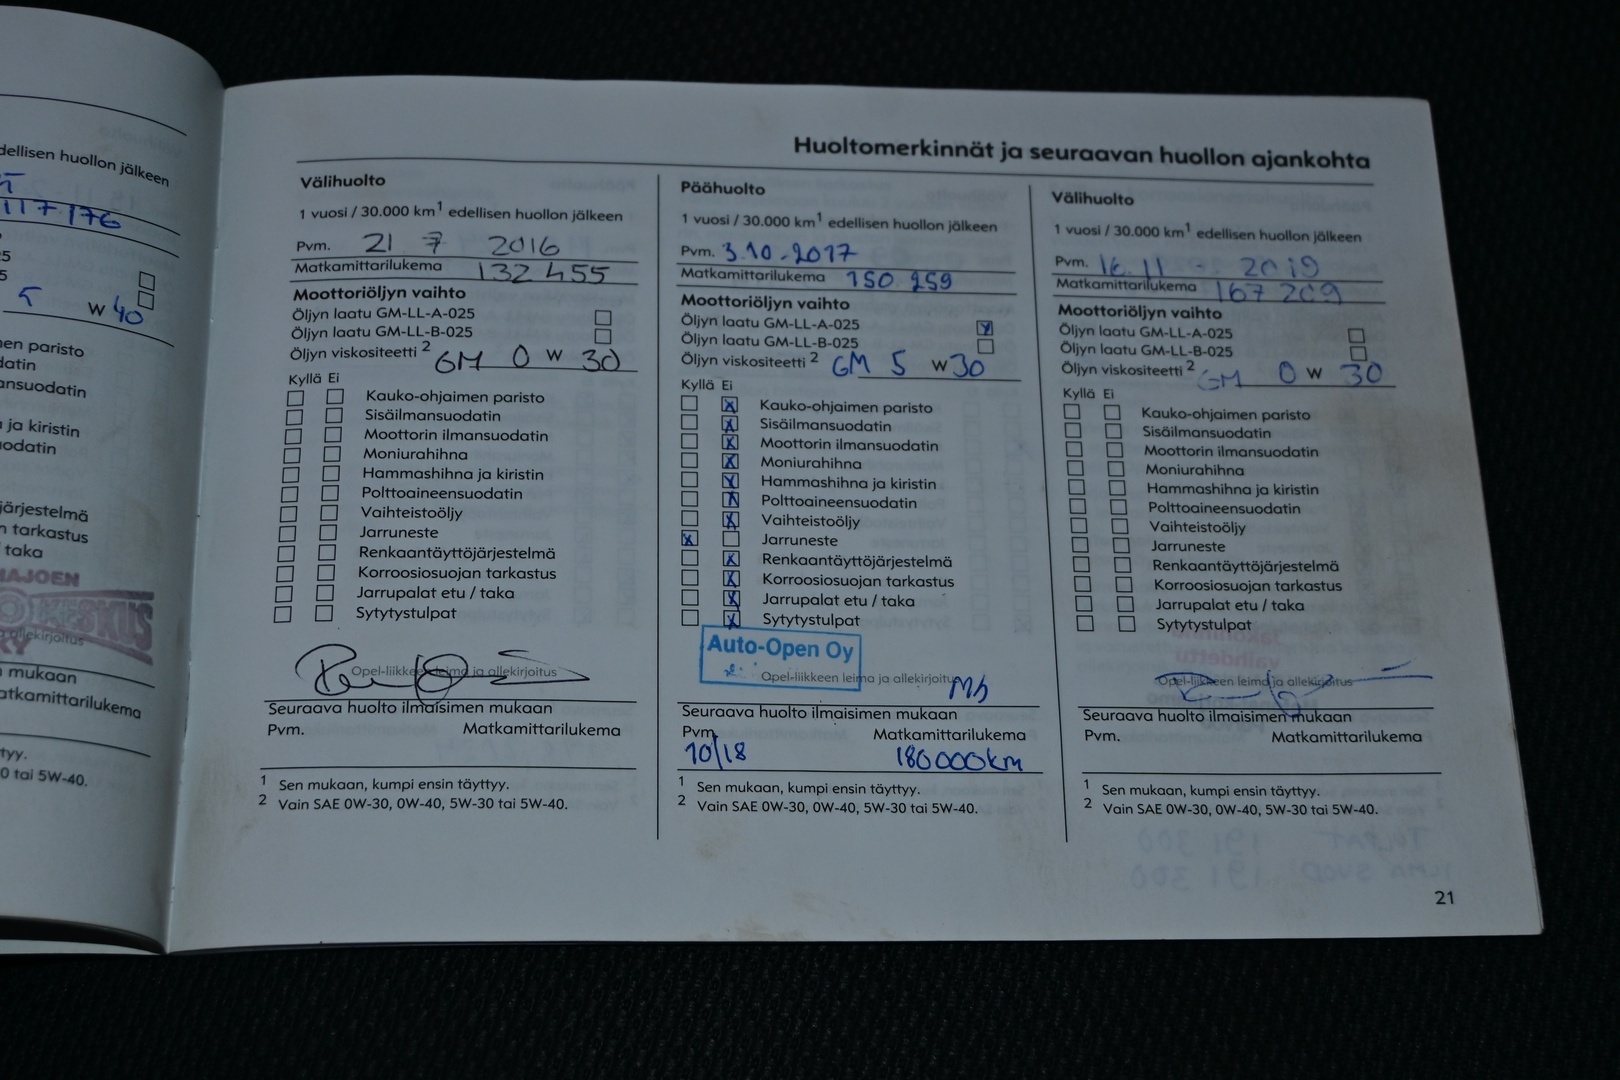 dellisen huollon jälkeen
117 176
5 W 40
en paristo
datin
ansuodatin
ja kiristin
uodatin
järjestelmä
n tarkastus
taka
HAJOEN
KESKUS
allekirjoitus
mukaan
atkamittarilukema
tyy.
0 tai 5W-40.
Huoltomerkinnät ja seuraavan huollon ajankohta
Välihuolto
1 vuosi / 30.000 km¹ edellisen huollon jälkeen
Pvm. 21 7 2016
Matkamittarilukema 132 455
Moottoriöljyn vaihto
Öljyn laatu GM-LL-A-025
Öljyn laatu GM-LL-B-025
Öljyn viskositeetti ² GM 0 W 30
Kyllä Ei
Kauko-ohjaimen paristo
Sisäilmansuodatin
Moottorin ilmansuodatin
Moniurahihna
Hammashihna ja kiristin
Polttoaineensuodatin
Vaihteistoöljy
Jarruneste
Renkaantäyttöjärjestelmä
Korroosiosuojan tarkastus
Jarrupalat etu / taka
Sytytystulpat
Opel-liikkeen leima ja allekirjoitus
Seuraava huolto ilmaisimen mukaan
Pvm. Matkamittarilukema
1 Sen mukaan, kumpi ensin täyttyy.
2 Vain SAE 0W-30, 0W-40, 5W-30 tai 5W-40.
Päähuolto
1 vuosi / 30.000 km¹ edellisen huollon jälkeen
Pvm. 3.10.2017
Matkamittarilukema 150 259
Moottoriöljyn vaihto
Öljyn laatu GM-LL-A-025 x
Öljyn laatu GM-LL-B-025
Öljyn viskositeetti ² GM 5 W 30
Kyllä Ei
x Kauko-ohjaimen paristo
x Sisäilmansuodatin
x Moottorin ilmansuodatin
x Moniurahihna
x Hammashihna ja kiristin
x Polttoaineensuodatin
x Vaihteistoöljy
x Jarruneste
x Renkaantäyttöjärjestelmä
x Korroosiosuojan tarkastus
x Jarrupalat etu / taka
x Sytytystulpat
Auto-Open Oy
Opel-liikkeen leima ja allekirjoitus
Seuraava huolto ilmaisimen mukaan
Pvm. Matkamittarilukema
10/18 180000km
1 Sen mukaan, kumpi ensin täyttyy.
2 Vain SAE 0W-30, 0W-40, 5W-30 tai 5W-40.
Välihuolto
1 vuosi / 30.000 km¹ edellisen huollon jälkeen
Pvm. 16.11 - 2019
Matkamittarilukema 167 209
Moottoriöljyn vaihto
Öljyn laatu GM-LL-A-025
Öljyn laatu GM-LL-B-025
Öljyn viskositeetti ² GM 0 W 30
Kyllä Ei
Kauko-ohjaimen paristo
Sisäilmansuodatin
Moottorin ilmansuodatin
Moniurahihna
Hammashihna ja kiristin
Polttoaineensuodatin
Vaihteistoöljy
Jarruneste
Renkaantäyttöjärjestelmä
Korroosiosuojan tarkastus
Jarrupalat etu / taka
Sytytystulpat
Opel-liikkeen leima ja allekirjoitus
Seuraava huolto ilmaisimen mukaan
Pvm. Matkamittarilukema
1 Sen mukaan, kumpi ensin täyttyy.
2 Vain SAE 0W-30, 0W-40, 5W-30 tai 5W-40.
21